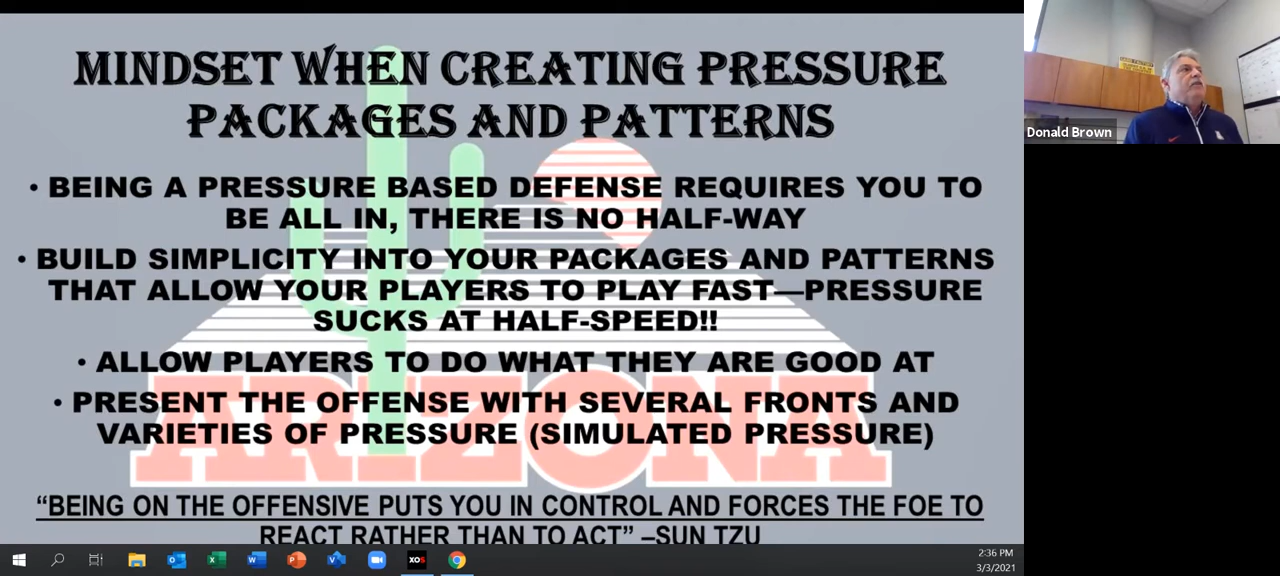 MINDSET WHEN CREATING PRESSURE
PACKAGES AND PATTERNS
• BEING A PRESSURE BASED DEFENSE REQUIRES YOU TO
BE ALL IN, THERE IS NO HALF-WAY
• BUILD SIMPLICITY INTO YOUR PACKAGES AND PATTERNS
THAT ALLOW YOUR PLAYERS TO PLAY FAST—PRESSURE
SUCKS AT HALF-SPEED!!
• ALLOW PLAYERS TO DO WHAT THEY ARE GOOD AT
• PRESENT THE OFFENSE WITH SEVERAL FRONTS AND
VARIETIES OF PRESSURE (SIMULATED PRESSURE)
ARIZONA
“BEING ON THE OFFENSIVE PUTS YOU IN CONTROL AND FORCES THE FOE TO
REACT RATHER THAN TO ACT” –SUN TZU
Donald Brown
XOS
2:36 PM
3/3/2021